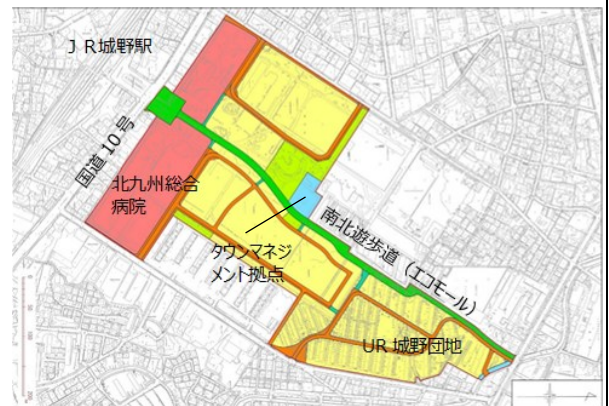 ＪＲ城野駅
国道10号
北九州総合
病院
タウンマネジ
メント拠点
南北遊歩道（エコモール）
UR 城野団地